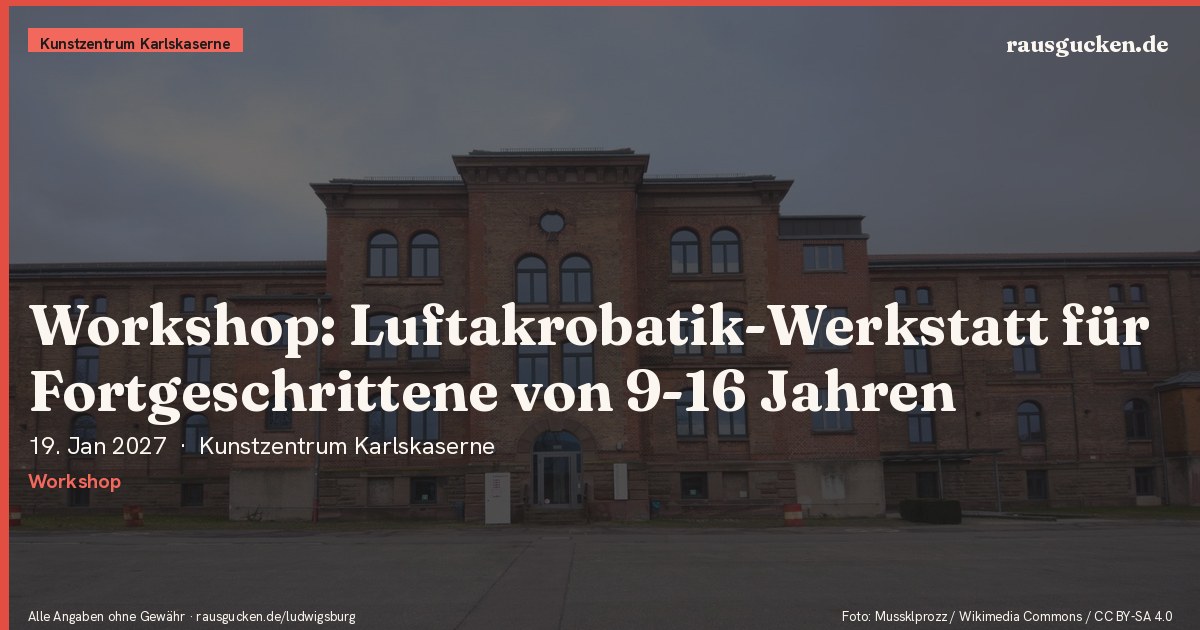 Kunstzentrum Karlskaserne
rausgucken.de
Workshop: Luftakrobatik-Werkstatt für
Fortgeschrittene von 9-16 Jahren
19. Jan 2027 · Kunstzentrum Karlskaserne
Workshop
Alle Angaben ohne Gewähr · rausgucken.de/ludwigsburg
Foto: Mussklprozz / Wikimedia Commons / CC BY-SA 4.0